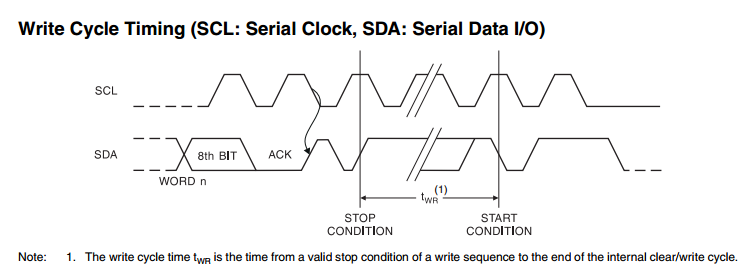 Write Cycle Timing (SCL: Serial Clock, SDA: Serial Data I/O)
SCL
SDA
8th BIT
ACK
WORD n
tWR(1)
STOP
CONDITION
START
CONDITION
Note: 1. The write cycle time tWR is the time from a valid stop condition of a write sequence to the end of the internal clear/write cycle.